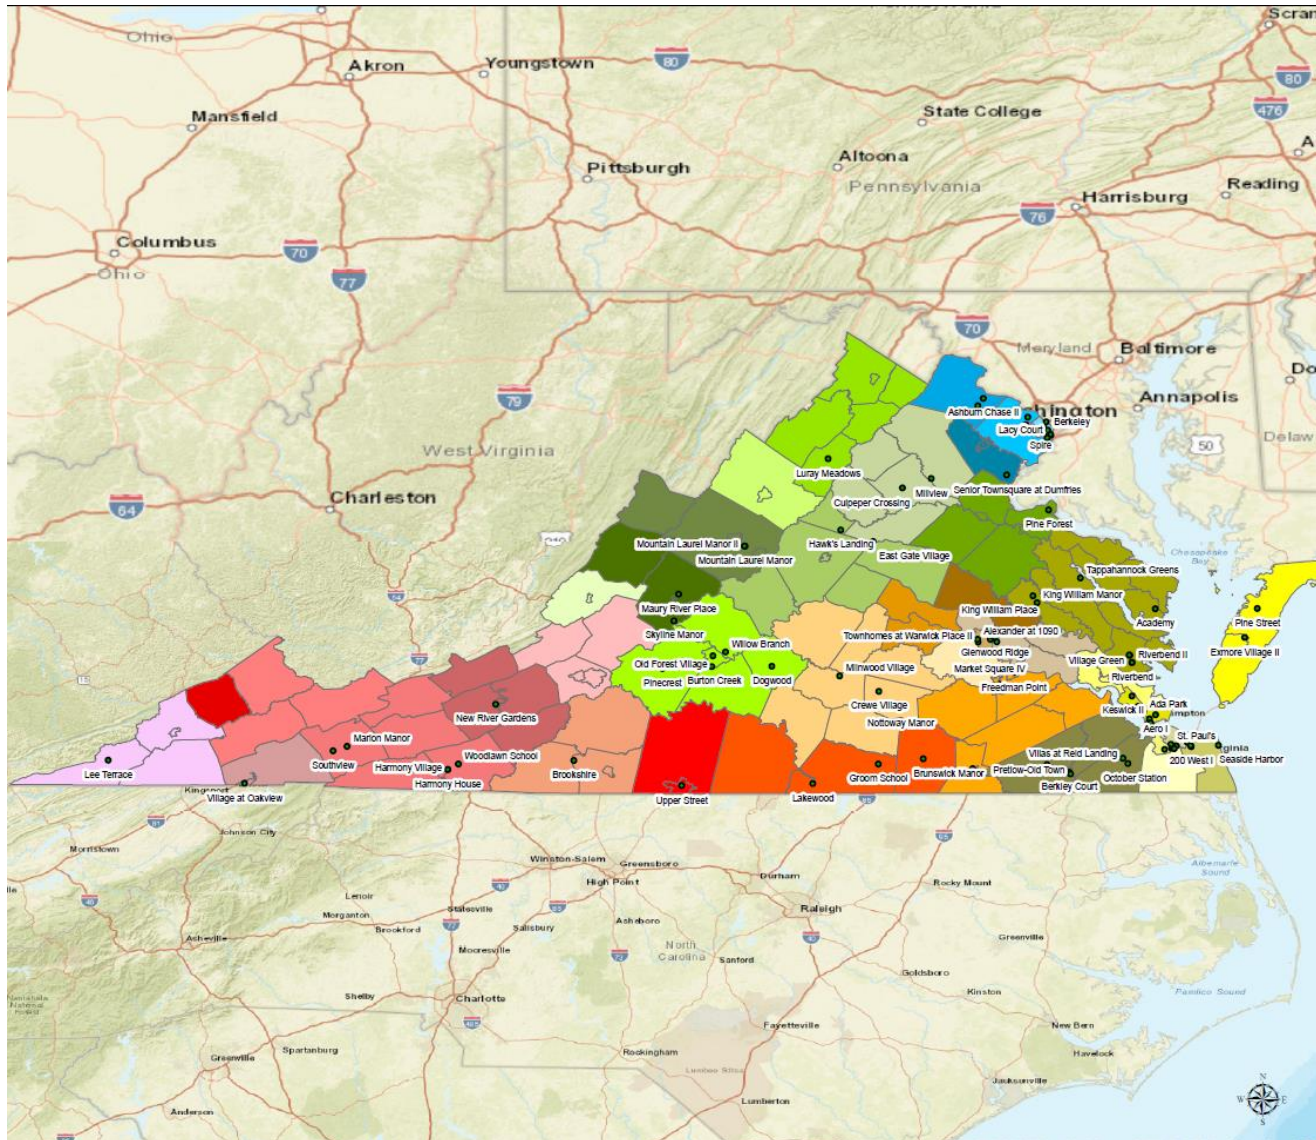 Scran
Ohio
Akron
Youngstown
80
80
Mansfield
State College
476
Pittsburgh
Altoona
Pennsylvania
Reading
Harrisburg
76
Columbus
70
Ohio
77
70
Maryland
Baltimore
79
Annapolis
Ashburn Chase II
hington
Berkeley
Lacy Court
Spire
50
West Virginia
Luray Meadows
Culpeper Crossing
Millview
Senior Townsquare at Dumfries
Charleston
64
Pine Forest
Mountain Laurel Manor II
Mountain Laurel Manor
Hawk's Landing
East Gate Village
Chesapeake
Bay
Tappahannock Greens
King William Manor
King William Place
Academy
Maury River Place
Pine Street
Skyline Manor
Townhomes at Warwick Place II
Alexander at 1090
Exmore Village II
Willow Branch
Glenwood Ridge
Riverbend II
Old Forest Village
Milnwood Village
Market Square IV
Village Green
Pinecrest
Burton Creek
Dogwood
Riverbend
77
Crewe Village
Freedman Point
Keswick II
Ada Park
New River Gardens
Nottoway Manor
mpton
Aero I
Marion Manor
St. Paul's
Southview
Woodlawn School
Villas at Reid Landing
200 West I
Seaside Harbor
Lee Terrace
Harmony Village
Brookshire
Groom School
Brunswick Manor
Pretlow-Old Town
October Station
Harmony House
Berkley Court
Village at Oakview
Upper Street
Lakewood
Kingsport
Johnson City
Morristown
Winston-Salem
Greensboro
High Point
Durham
Rocky Mount
Albemarle
Sound
Lenoir
Statesville
Morganton
Raleigh
Brookford
Salisbury
Asheboro
Asheville
Mooresville
North
Carolina
Sanford
Greenville
Goldsboro
Shelby
Kinston
Pamlico Sound
Charlotte
Fayetteville
New Bern
Spartanburg
Greenville
Rockingham
Havelock
Jacksonville
Anderson
Lumberton
N
W E
S